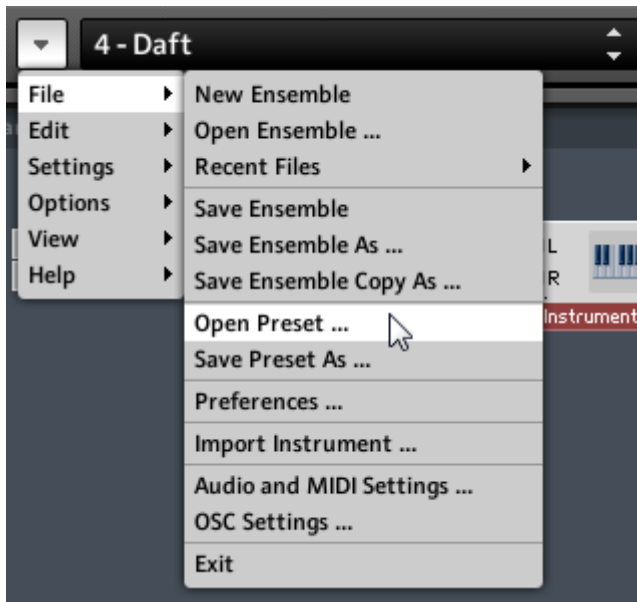 4 - Daft
File
Edit
Settings
Options
View
Help
New Ensemble
Open Ensemble ...
Recent Files
Save Ensemble
Save Ensemble As ...
Save Ensemble Copy As ...
Open Preset ...
Save Preset As ...
Preferences ...
Import Instrument ...
Audio and MIDI Settings ...
OSC Settings ...
Exit
L
R
Instrument